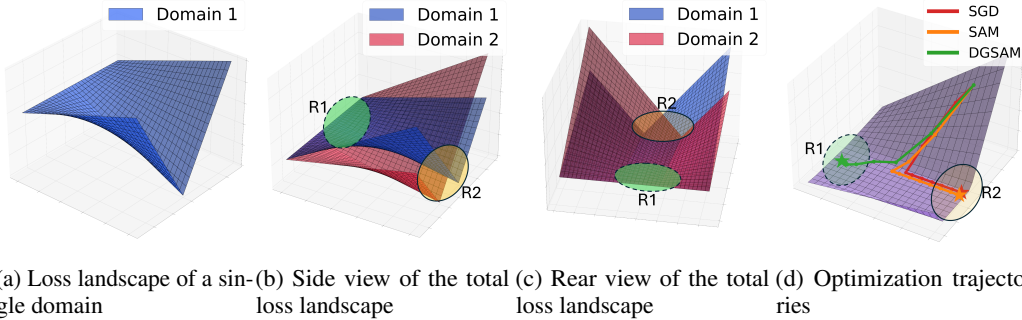 Domain 1
Domain 1
Domain 2
R1
R2
Domain 1
Domain 2
R2
R1
SGD
SAM
DGSAM
R1
R2
(a) Loss landscape of a sin-
gle domain
(b) Side view of the total
loss landscape
(c) Rear view of the total
loss landscape
(d) Optimization trajecto
ries